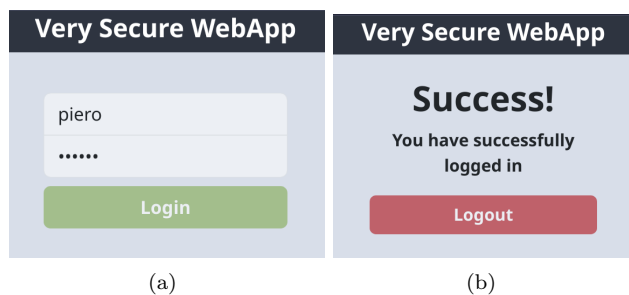 Very Secure WebApp
piero
••••••
Login
(a)
Very Secure WebApp
Success!
You have successfully
logged in
Logout
(b)